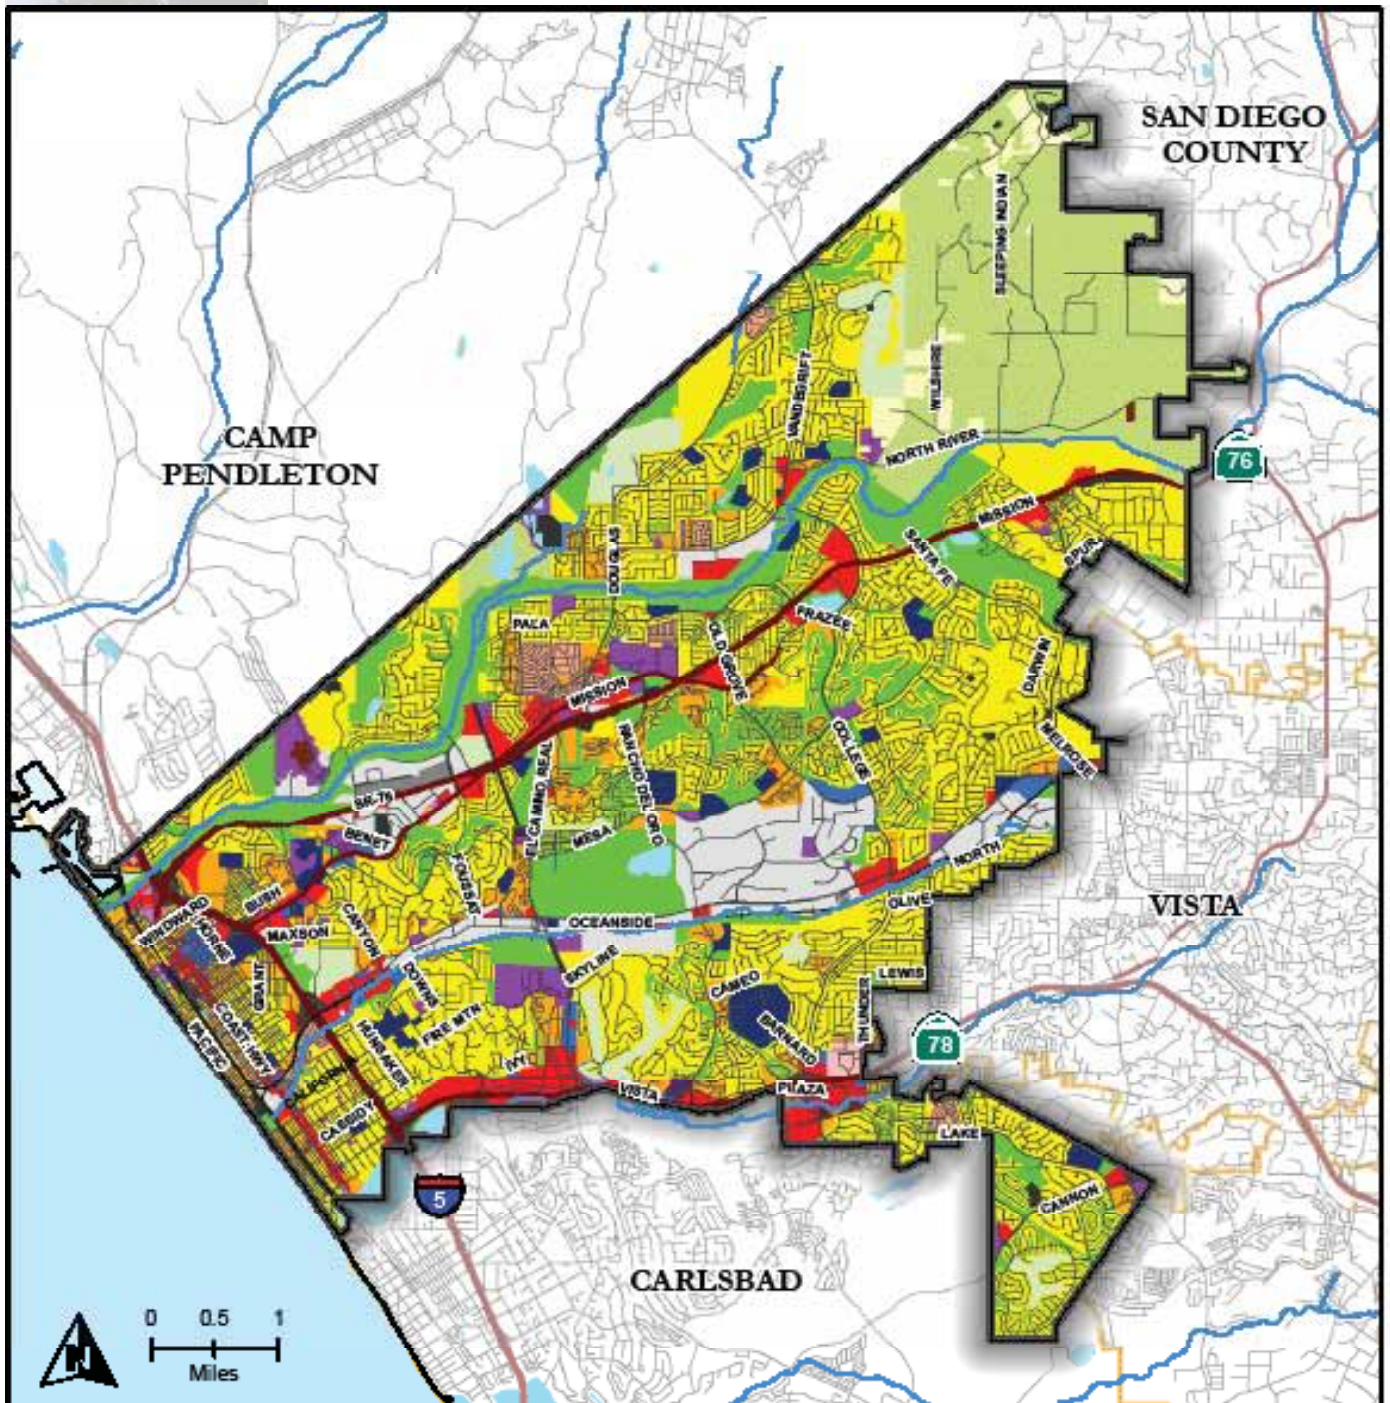 SAN DIEGO
COUNTY
SLEEPING INDIAN
WILSHIRE
VANDEGRIFT
CAMP
PENDLETON
NORTH RIVER
76
MISSION
DOUGLAS
SANTA FE
SPUR
PALA
FRAZEE
OLD GROVE
DARWIN
MISSION
RANCHO DEL ORO
COLLEGE
MELROSE
EL CAMINO REAL
SR-76
BENET
MESA
NORTH
FOUSSAT
BUSH
OLIVE
VISTA
WINDWARD
HORNE
MAXSON
CANYON
OCEANSIDE
SKYLINE
LEWIS
GRANT
DOWNS
CAMEO
THUNDER
COAST HWY
FIRE MTN
BARNARD
78
PACIFIC
HUNSAKER
IVY
CALIFORNIA
VISTA
PLAZA
CASSIDY
LAKE
5
CANNON
CARLSBAD
0 0.5 1
Miles
N